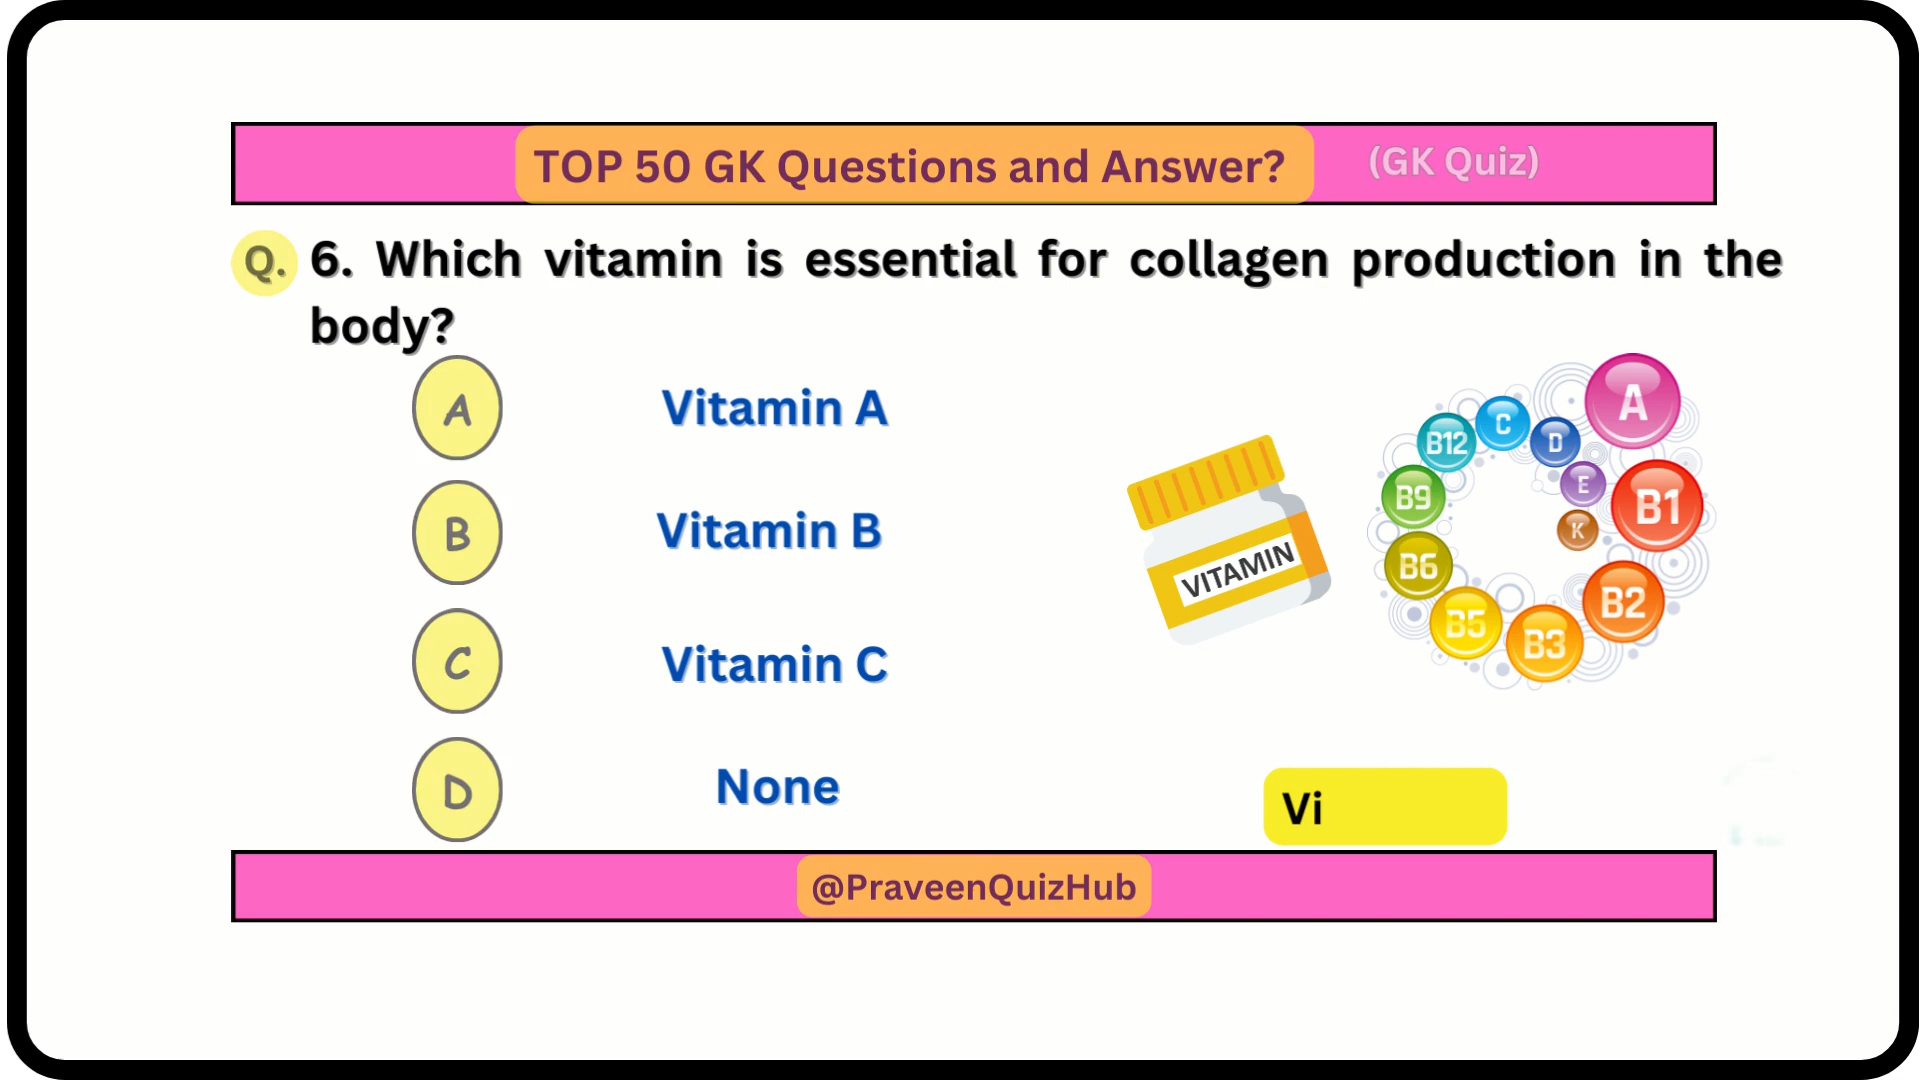 TOP 50 GK Questions and Answer?
(GK Quiz)
Q. 6. Which vitamin is essential for collagen production in the
body?
A Vitamin A
B Vitamin B
C Vitamin C
D None
VITAMIN
A
B1
B2
B3
B5
B6
B9
B12
C
D
E
K
Vi
@PraveenQuizHub